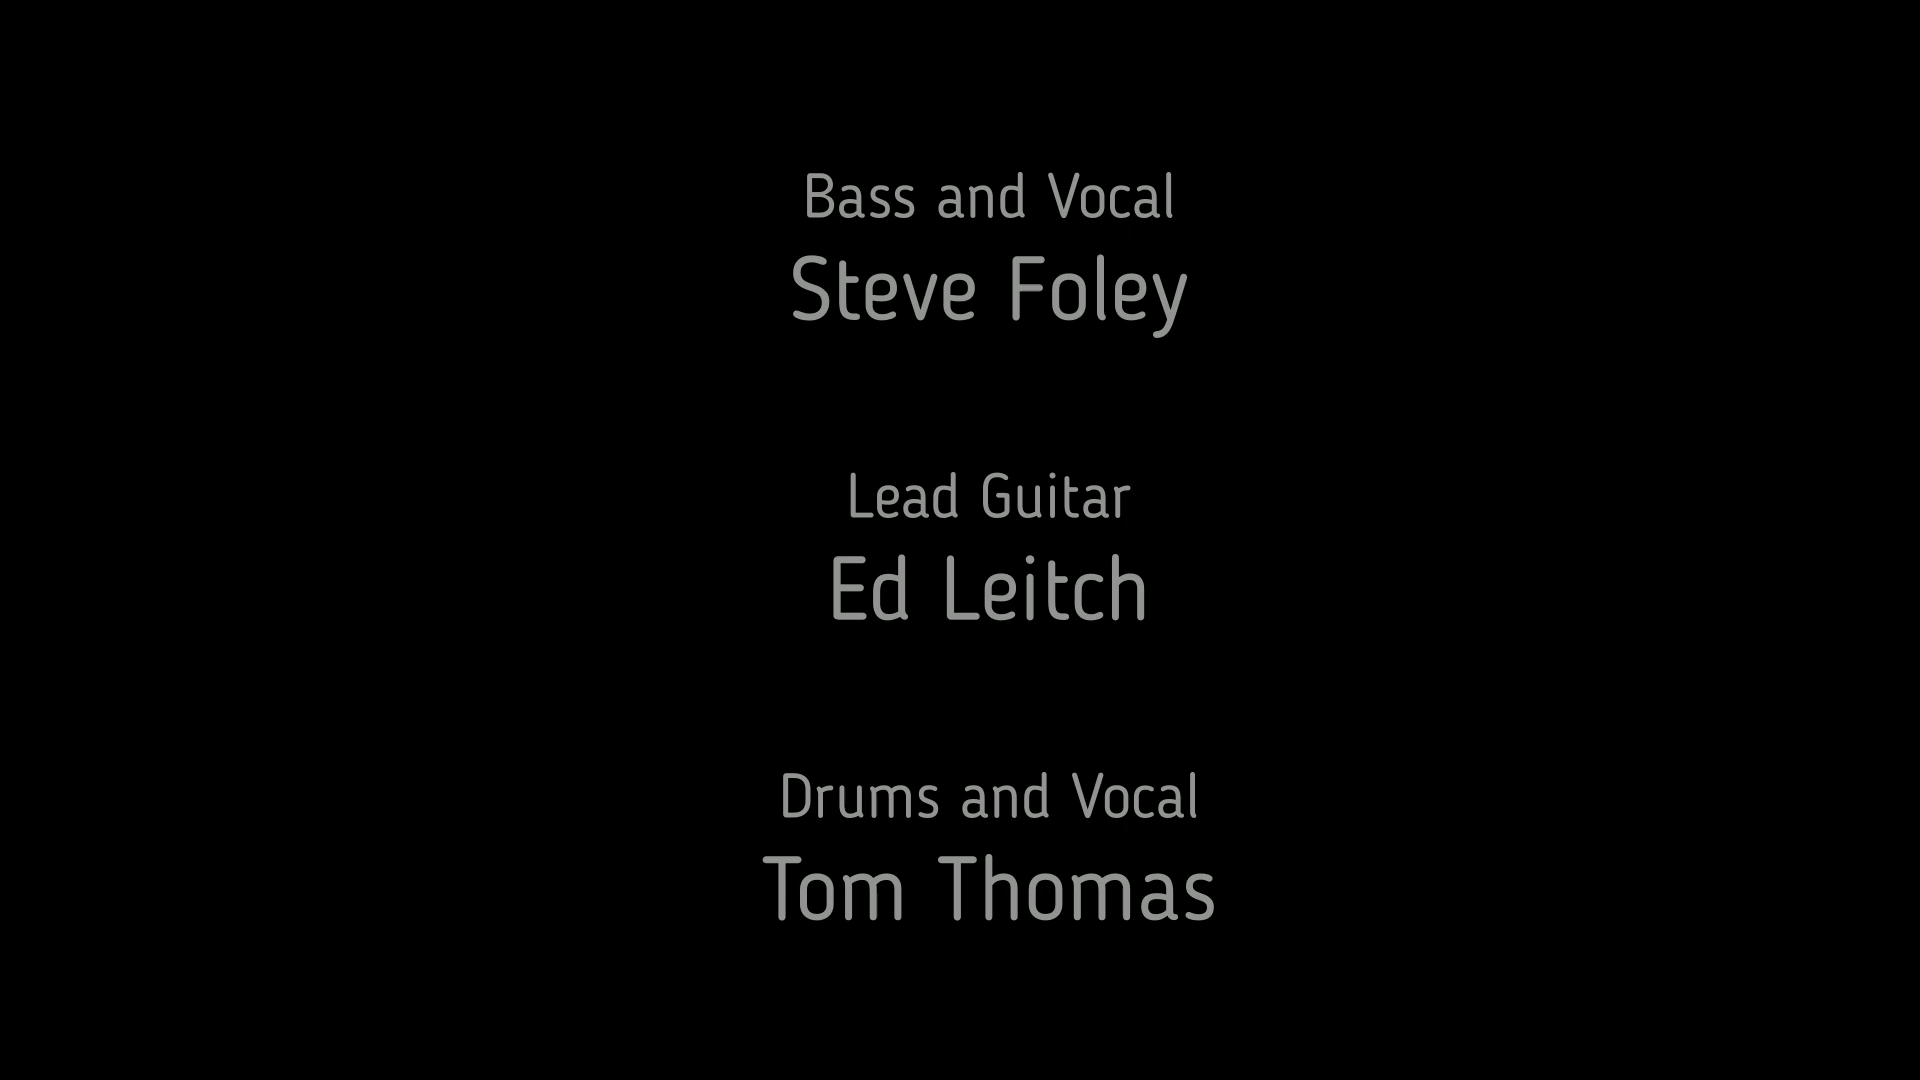 Bass and Vocal
Steve Foley
Lead Guitar
Ed Leitch
Drums and Vocal
Tom Thomas